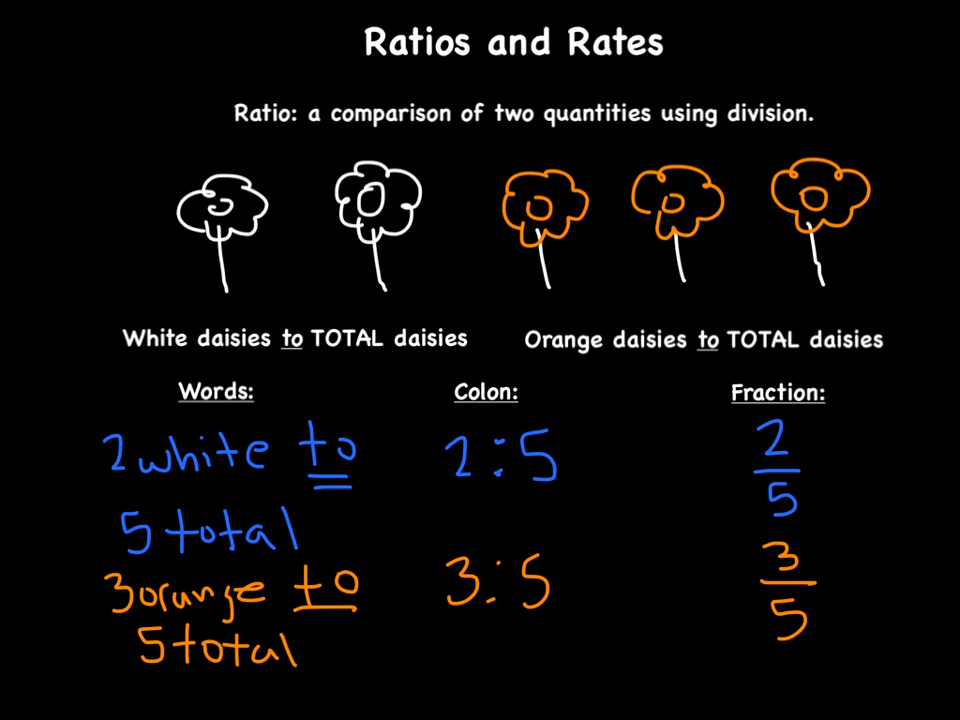 Ratios and Rates
Ratio: a comparison of two quantities using division.
White daisies to TOTAL daisies
Orange daisies to TOTAL daisies
Words:
Colon:
Fraction:
2 white to
5 total
2:5
2
5
3 orange to
5 total
3:5
3
5